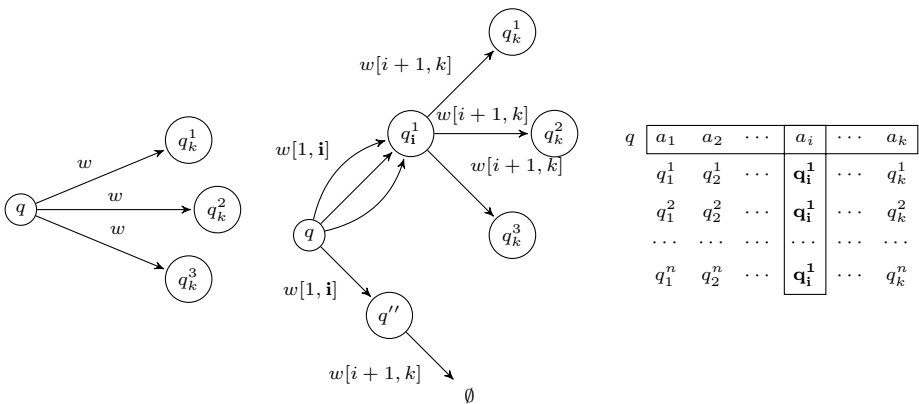 q
w
w
w
q_k^1
q_k^2
q_k^3
q
w[1, i]
q_i^1
w[i + 1, k]
w[i + 1, k]
w[i + 1, k]
q_k^1
q_k^2
q_k^3
w[1, i]
q''
w[i + 1, k]
∅
q a_1 a_2 ⋯ a_i ⋯ a_k
q_1^1 q_2^1 ⋯ q_i^1 ⋯ q_k^1
q_1^2 q_2^2 ⋯ q_i^1 ⋯ q_k^2
⋯ ⋯ ⋯ ⋯ ⋯
q_1^n q_2^n ⋯ q_i^1 ⋯ q_k^n